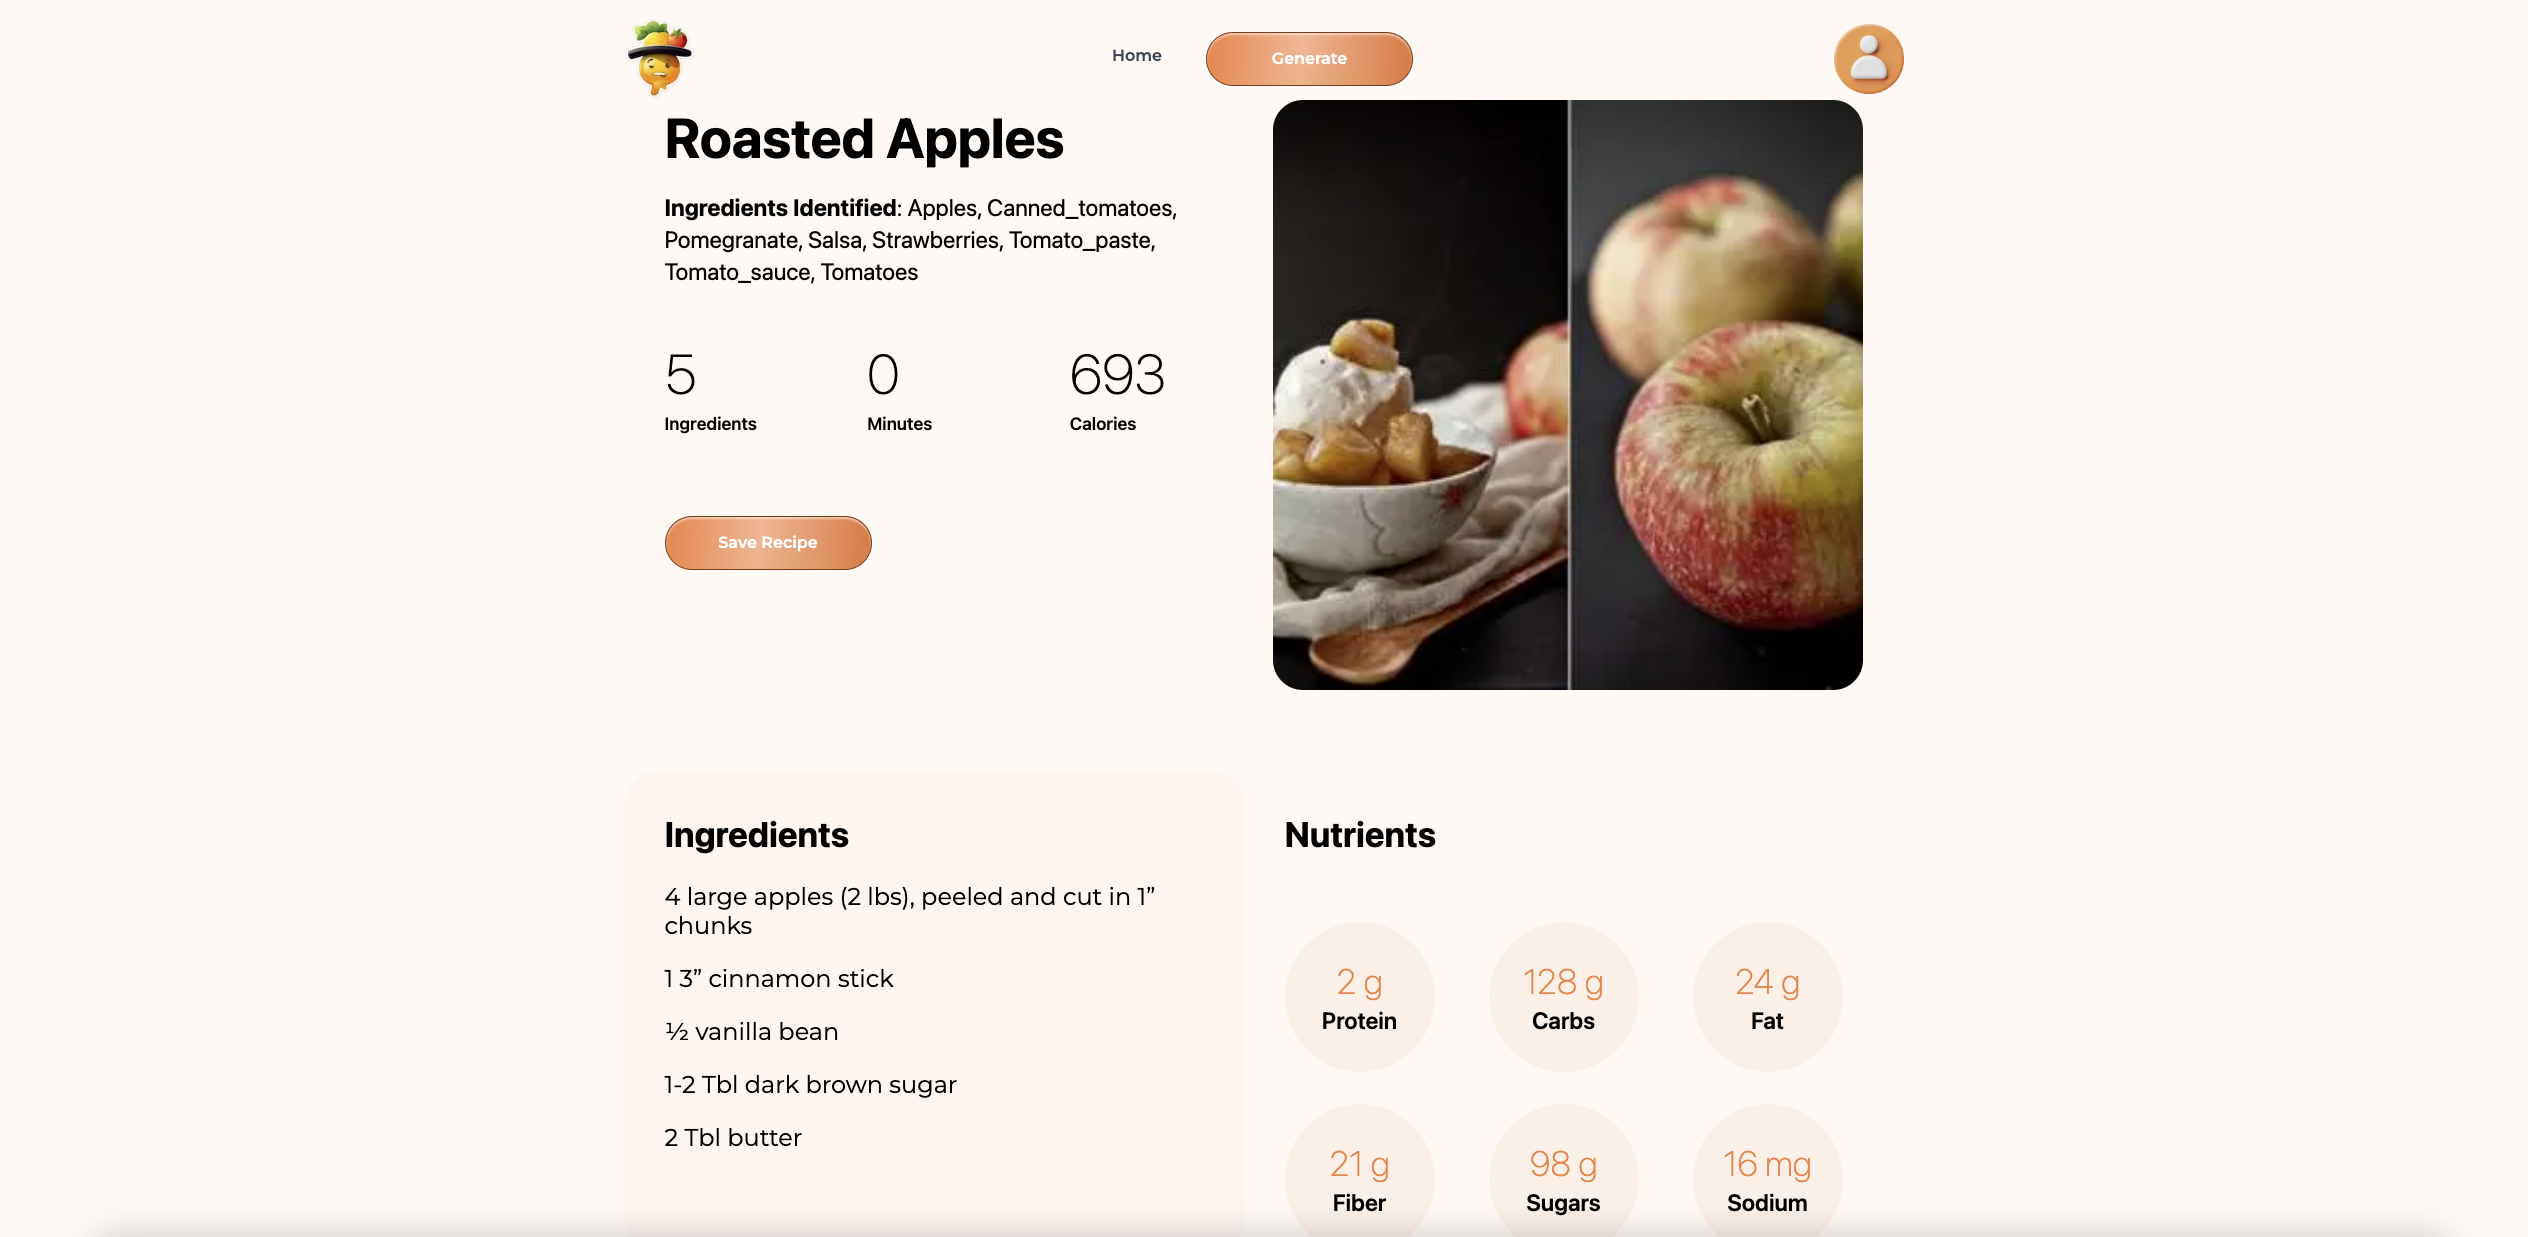 Home
Generate
Roasted Apples
Ingredients Identified: Apples, Canned_tomatoes,
Pomegranate, Salsa, Strawberries, Tomato_paste,
Tomato_sauce, Tomatoes
5
Ingredients
0
Minutes
693
Calories
Save Recipe
Ingredients
4 large apples (2 lbs), peeled and cut in 1”
chunks
1 3” cinnamon stick
½ vanilla bean
1-2 Tbl dark brown sugar
2 Tbl butter
Nutrients
2 g
Protein
128 g
Carbs
24 g
Fat
21 g
Fiber
98 g
Sugars
16 mg
Sodium